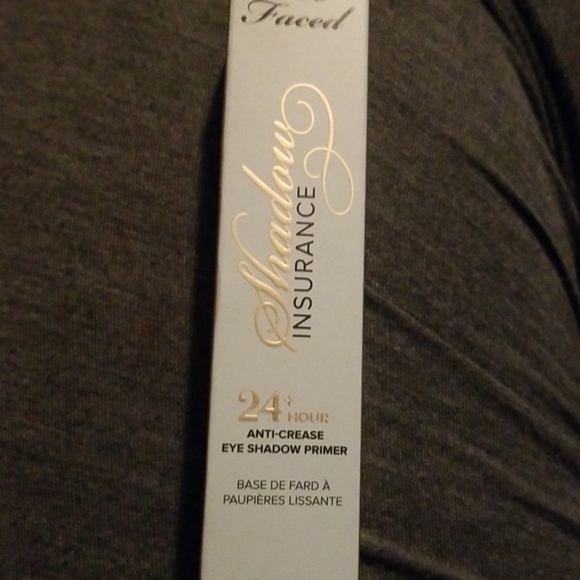 Faced
Shadow
INSURANCE
24+
HOUR
ANTI-CREASE
EYE SHADOW PRIMER
BASE DE FARD À
PAUPIÈRES LISSANTE